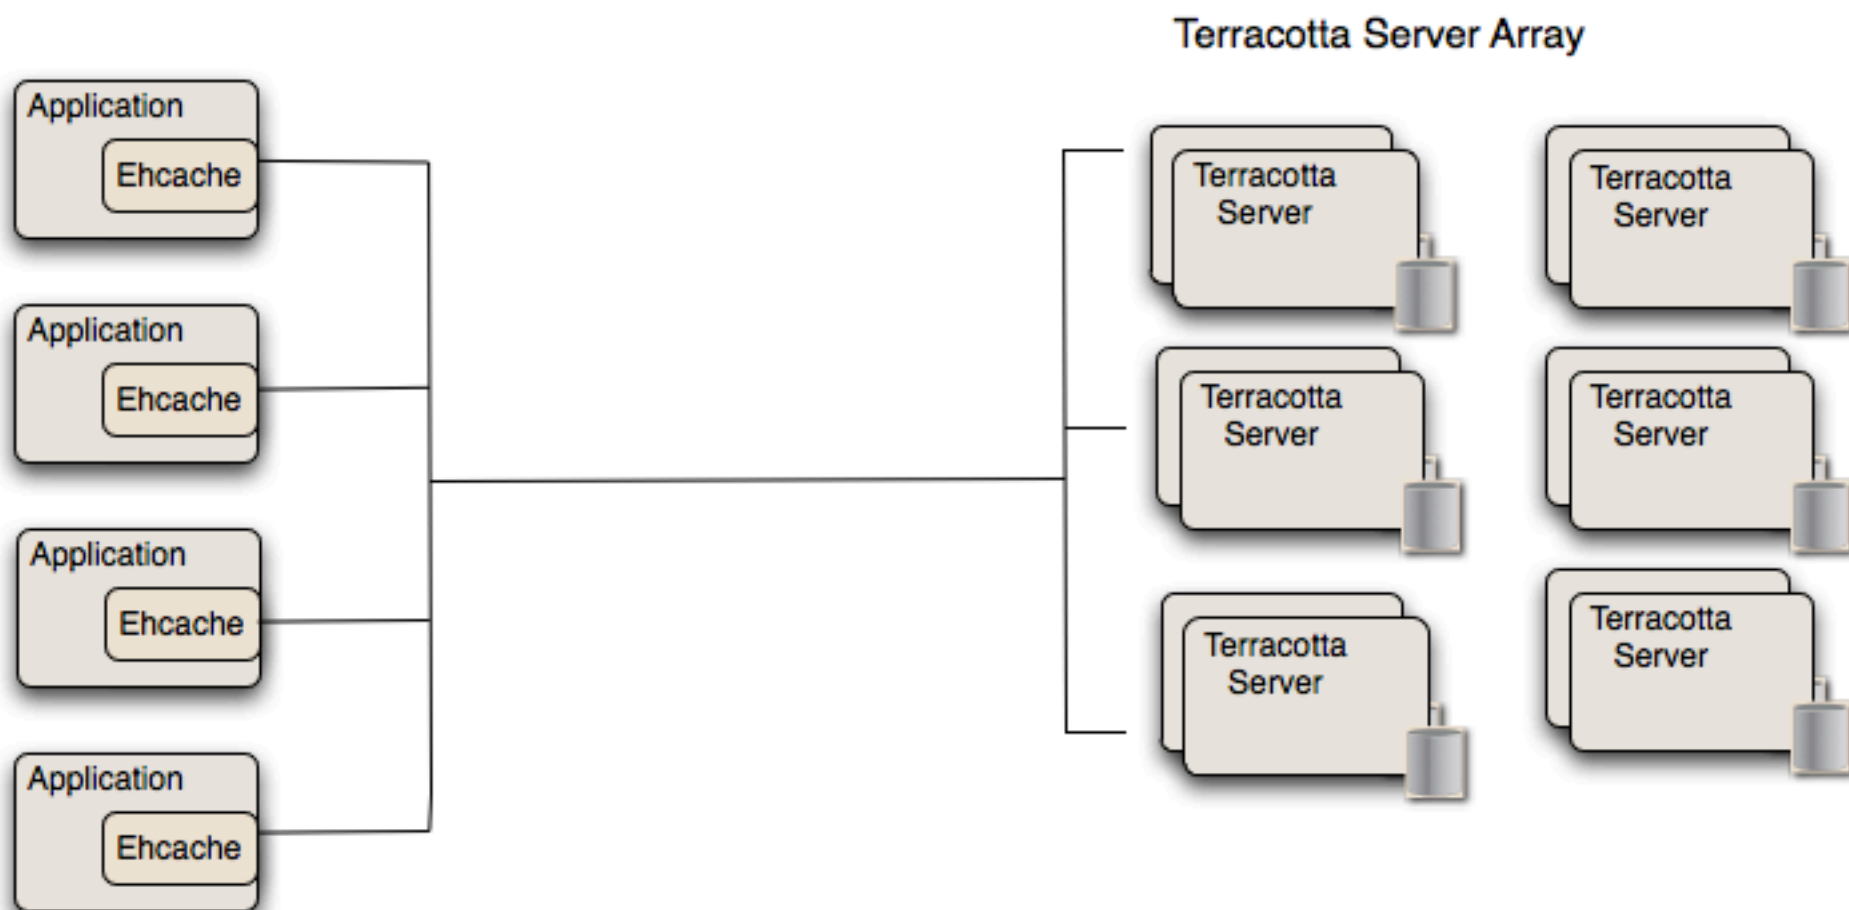 Terracotta Server Array
Application
Ehcache
Application
Ehcache
Application
Ehcache
Application
Ehcache
Terracotta
Server
Terracotta
Server
Terracotta
Server
Terracotta
Server
Terracotta
Server
Terracotta
Server